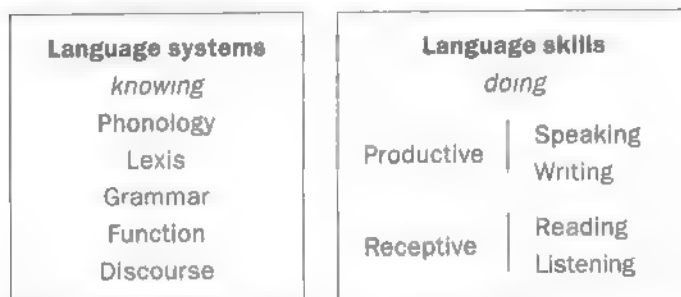 Language systems
knowing
Phonology
Lexis
Grammar
Function
Discourse
Language skills
doing
Productive
Speaking
Writing
Receptive
Reading
Listening